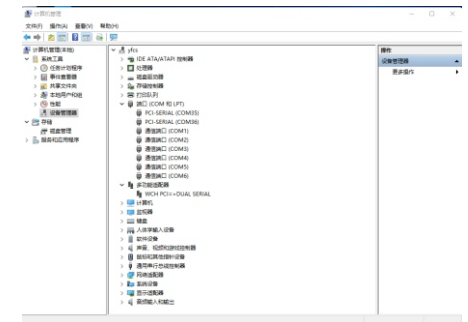 计算机管理
文件(F) 操作(A) 查看(V) 帮助(H)
计算机管理(本地)
系统工具
任务计划程序
事件查看器
共享文件夹
本地用户和组
性能
设备管理器
存储
磁盘管理
服务和应用程序
yfcs
IDE ATA/ATAPI 控制器
处理器
磁盘驱动器
存储控制器
打印队列
端口 (COM 和 LPT)
PCI-SERIAL (COM35)
PCI-SERIAL (COM36)
通信端口 (COM1)
通信端口 (COM2)
通信端口 (COM3)
通信端口 (COM4)
通信端口 (COM5)
通信端口 (COM6)
多功能适配器
WCH PCI=>DUAL SERIAL
计算机
监视器
键盘
人体学输入设备
软件设备
声音、视频和游戏控制器
鼠标和其他指针设备
通用串行总线控制器
网络适配器
系统设备
显示适配器
音频输入和输出
操作
设备管理器
更多操作